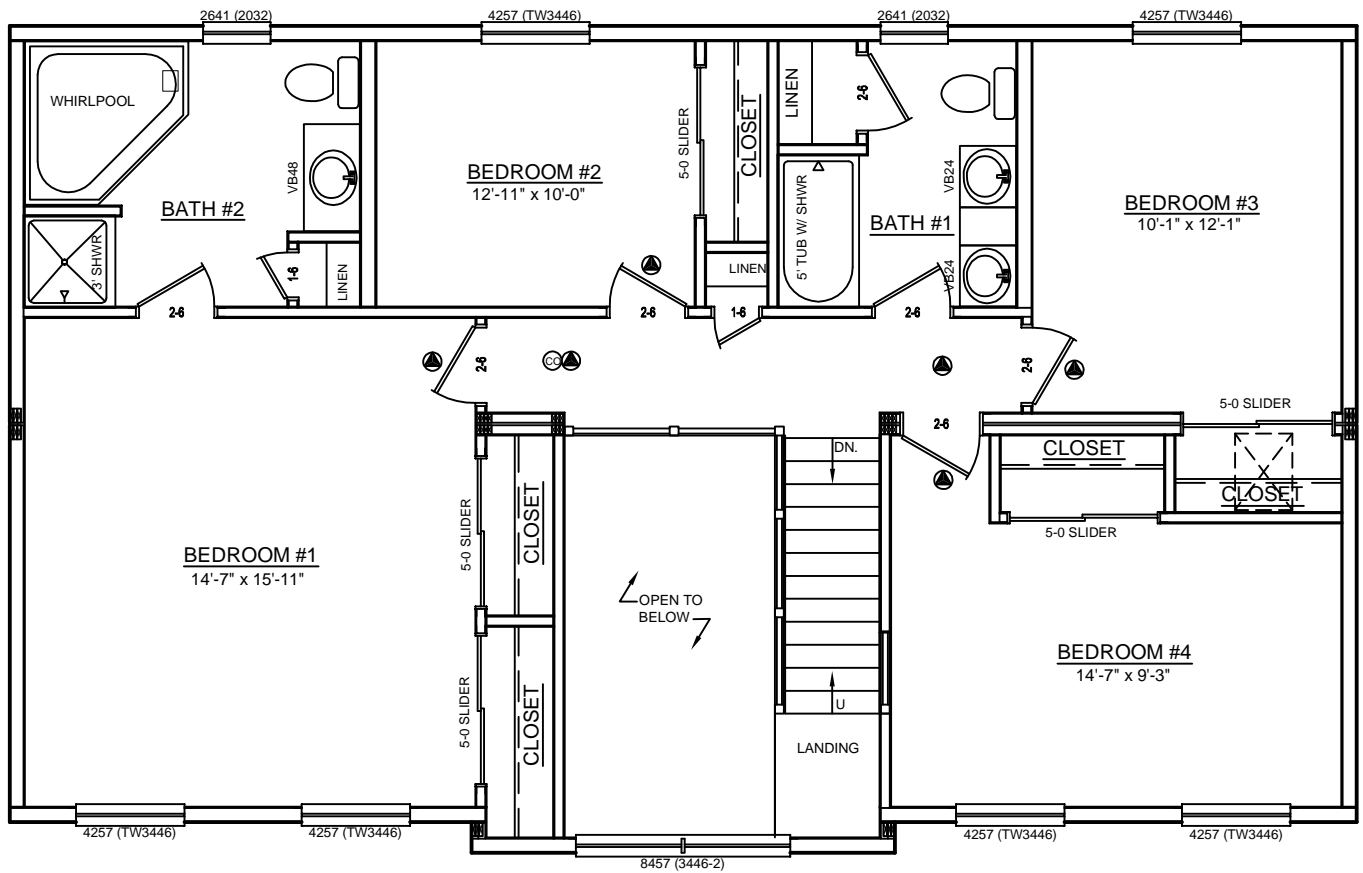 2641 (2032)
4257 (TW3446)
2641 (2032)
4257 (TW3446)
WHIRLPOOL
BATH #2
VB48
3' SHWR
LINEN
1-6
2-6
BEDROOM #2
12'-11" x 10'-0"
5-0 SLIDER
CLOSET
LINEN
1-6
2-6
LINEN
2-6
5' TUB W/ SHWR
BATH #1
VB24
VB24
2-6
BEDROOM #3
10'-1" x 12'-1"
2-6
2-6
CO
2-6
5-0 SLIDER
CLOSET
CLOSET
5-0 SLIDER
BEDROOM #1
14'-7" x 15'-11"
5-0 SLIDER
CLOSET
5-0 SLIDER
CLOSET
OPEN TO
BELOW
DN.
U
LANDING
BEDROOM #4
14'-7" x 9'-3"
4257 (TW3446)
4257 (TW3446)
8457 (3446-2)
4257 (TW3446)
4257 (TW3446)